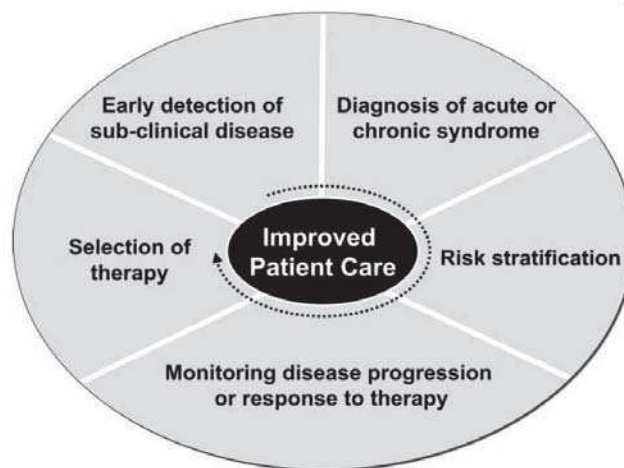 Early detection of
sub-clinical disease
Diagnosis of acute or
chronic syndrome
Improved
Patient Care
Selection of
therapy
Risk stratification
Monitoring disease progression
or response to therapy